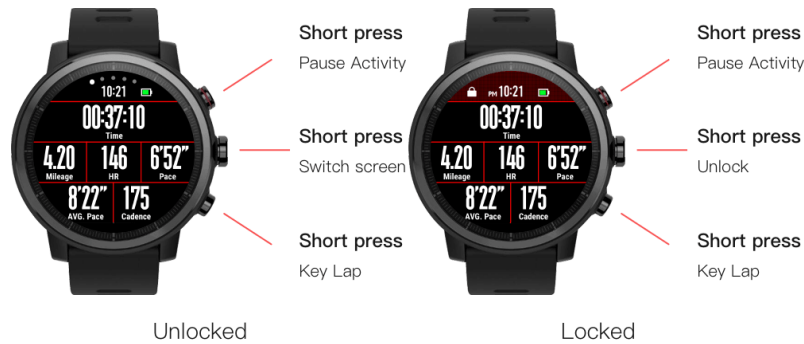 10:21
00:37:10
Time
4.20 146 6'52"
Mileage HR Pace
8'22" 175
AVG. Pace Cadence
Short press
Pause Activity
Short press
Switch screen
Short press
Key Lap
Unlocked
PM 10:21
00:37:10
Time
4.20 146 6'52"
Mileage HR Pace
8'22" 175
AVG. Pace Cadence
Short press
Pause Activity
Short press
Unlock
Short press
Key Lap
Locked